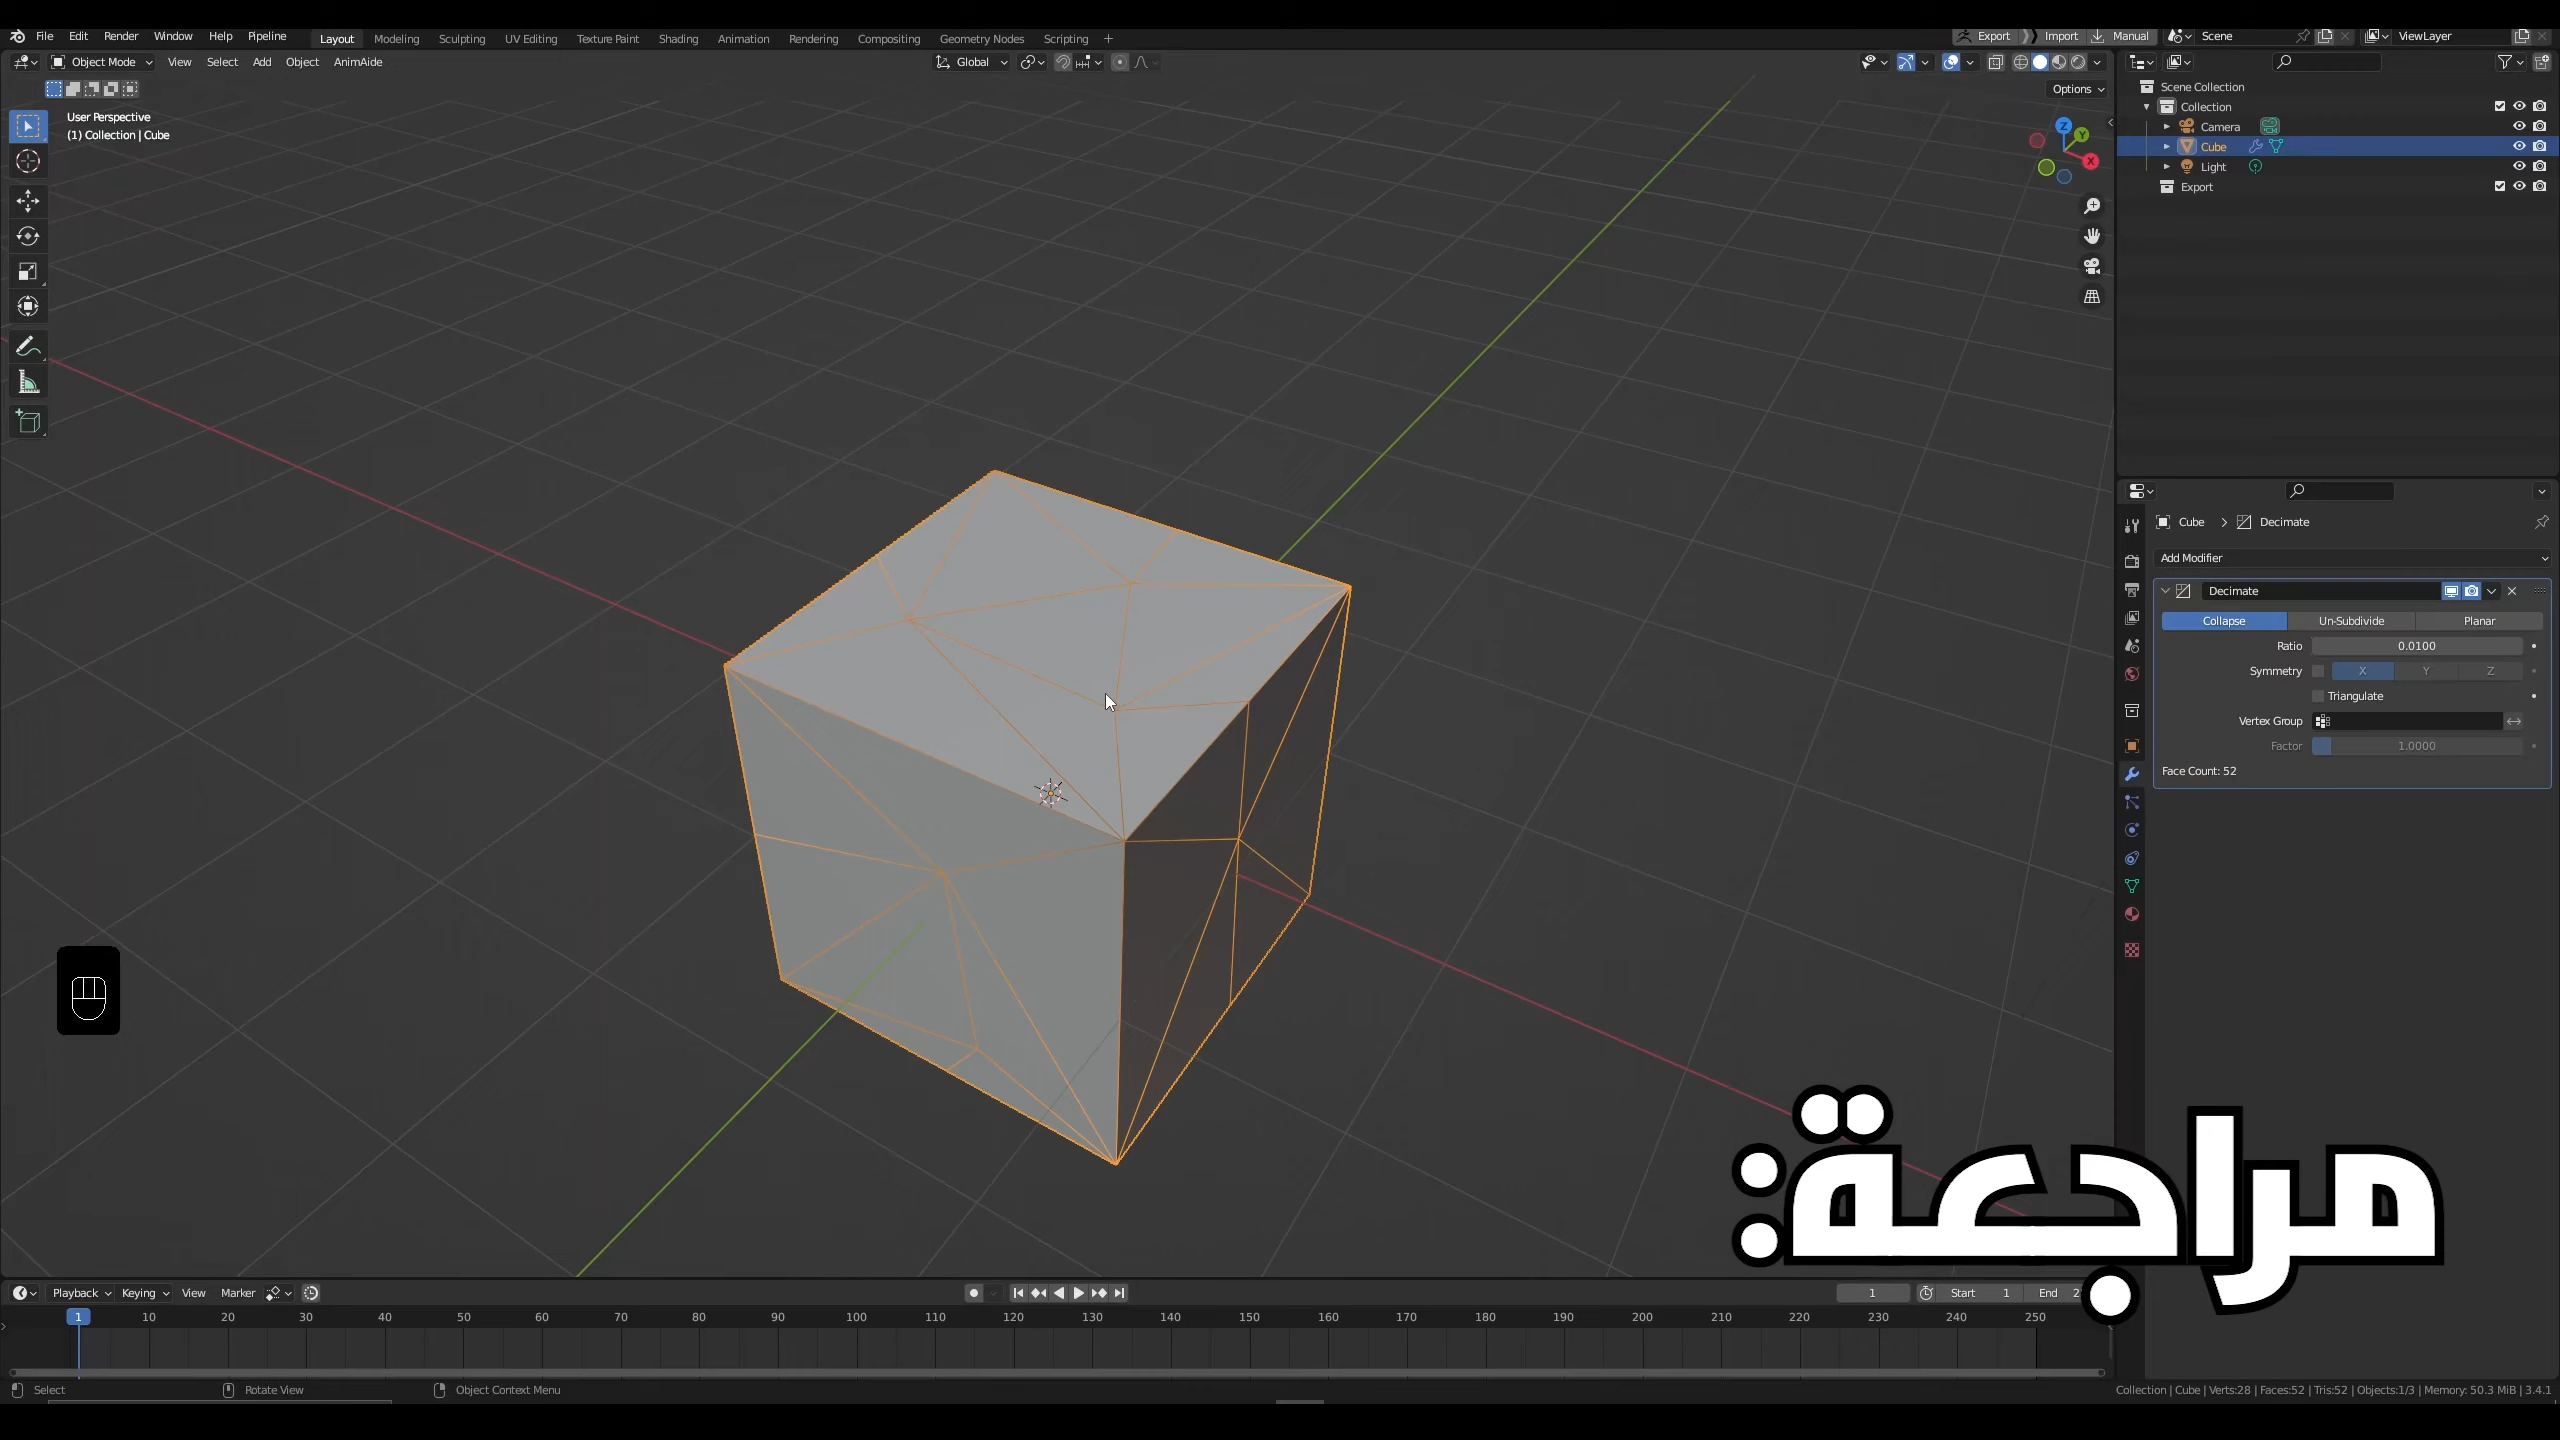 File Edit Render Window Help Pipeline Layout Modeling Sculpting UV Editing Texture Paint Shading Animation Rendering Compositing Geometry Nodes Scripting + Export Import Manual Scene ViewLayer
Object Mode View Select Add Object AnimAide Global
Options
User Perspective
(1) Collection | Cube
Z
Y
X
Scene Collection
Collection
Camera
Cube
Light
Export
Cube > Decimate
Add Modifier
Decimate
Collapse Un-Subdivide Planar
Ratio 0.0100
Symmetry X Y Z
Triangulate
Vertex Group
Factor 1.0000
Face Count: 52
مراجعة:
Playback Keying View Marker 1 Start 1 End 2
1 10 20 30 40 50 60 70 80 90 100 110 120 130 140 150 160 170 180 190 200 210 220 230 240 250
Select Rotate View Object Context Menu
Collection | Cube | Verts:28 | Faces:52 | Tris:52 | Objects:1/3 | Memory: 50.3 MiB | 3.4.1